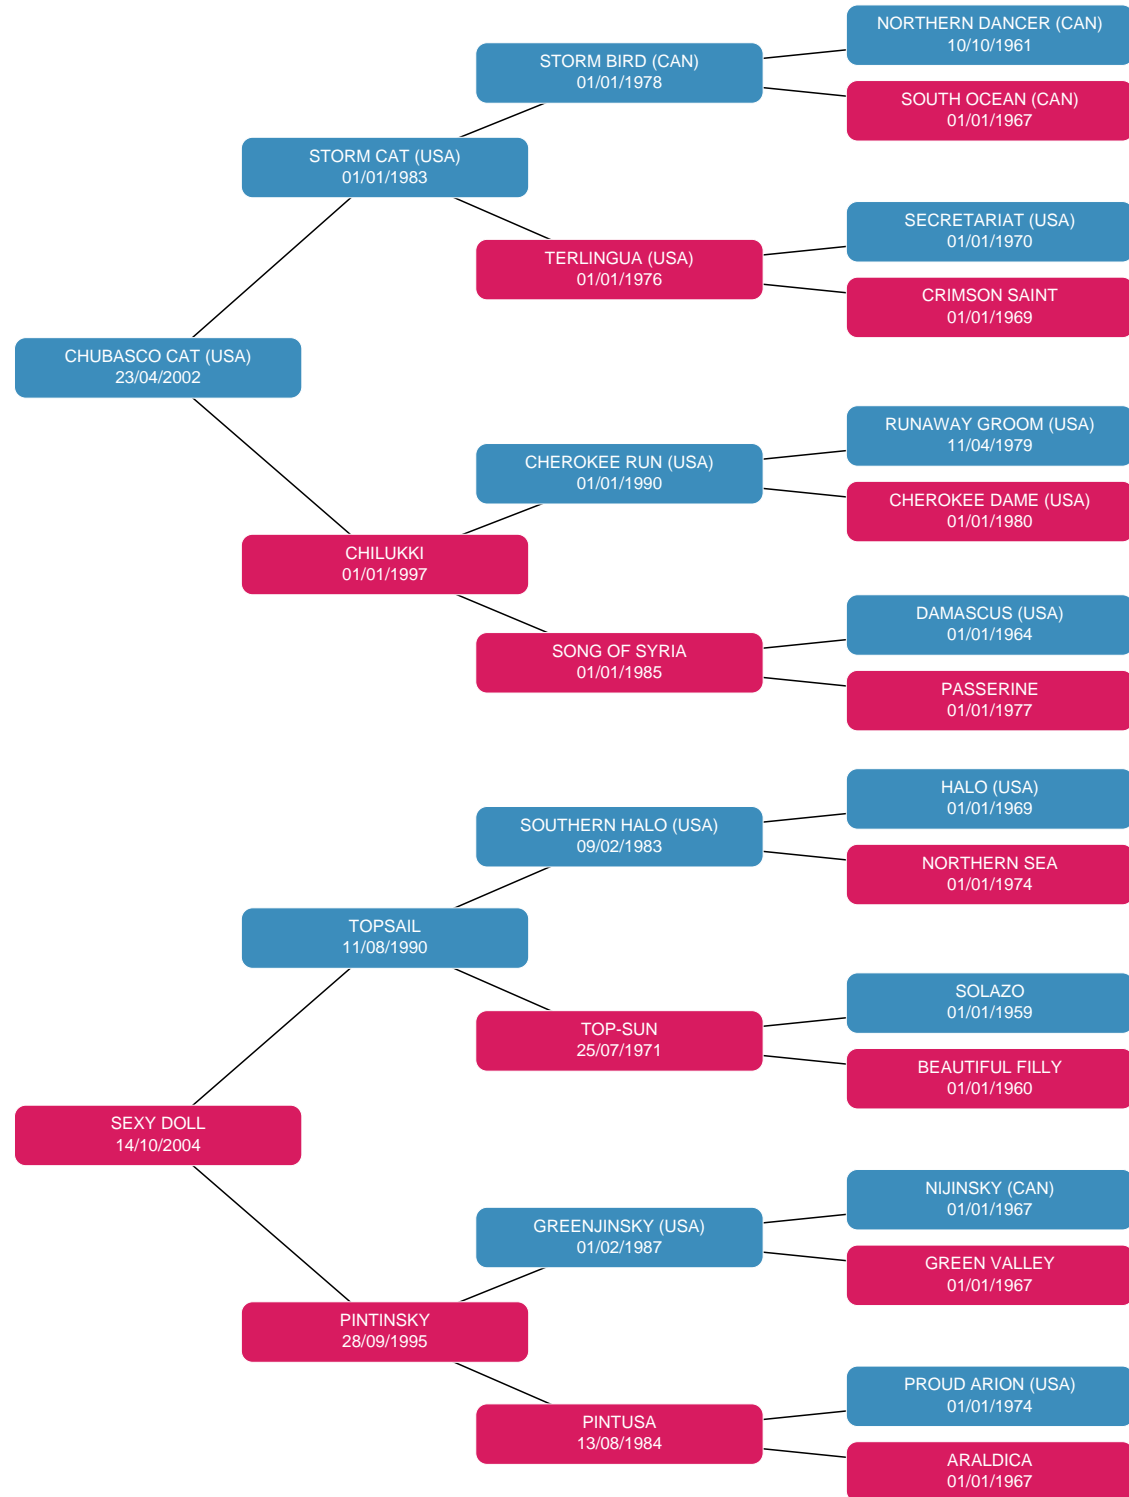 NORTHERN DANCER (CAN)
10/10/1961
STORM BIRD (CAN)
01/01/1978
SOUTH OCEAN (CAN)
01/01/1967
STORM CAT (USA)
01/01/1983
SECRETARIAT (USA)
01/01/1970
TERLINGUA (USA)
01/01/1976
CRIMSON SAINT
01/01/1969
CHUBASCO CAT (USA)
23/04/2002
RUNAWAY GROOM (USA)
11/04/1979
CHEROKEE RUN (USA)
01/01/1990
CHEROKEE DAME (USA)
01/01/1980
CHILUKKI
01/01/1997
DAMASCUS (USA)
01/01/1964
SONG OF SYRIA
01/01/1985
PASSERINE
01/01/1977
HALO (USA)
01/01/1969
SOUTHERN HALO (USA)
09/02/1983
NORTHERN SEA
01/01/1974
TOPSAIL
11/08/1990
SOLAZO
01/01/1959
TOP-SUN
25/07/1971
BEAUTIFUL FILLY
01/01/1960
SEXY DOLL
14/10/2004
NIJINSKY (CAN)
01/01/1967
GREENJINSKY (USA)
01/02/1987
GREEN VALLEY
01/01/1967
PINTINSKY
28/09/1995
PROUD ARION (USA)
01/01/1974
PINTUSA
13/08/1984
ARALDICA
01/01/1967